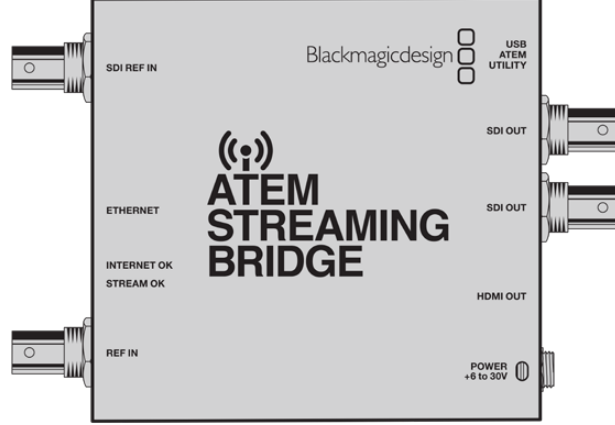 SDI REF IN
Blackmagicdesign
USB
ATEM
UTILITY
SDI OUT
ETHERNET
ATEM
STREAMING
BRIDGE
SDI OUT
INTERNET OK
STREAM OK
HDMI OUT
REF IN
POWER
+6 to 30V